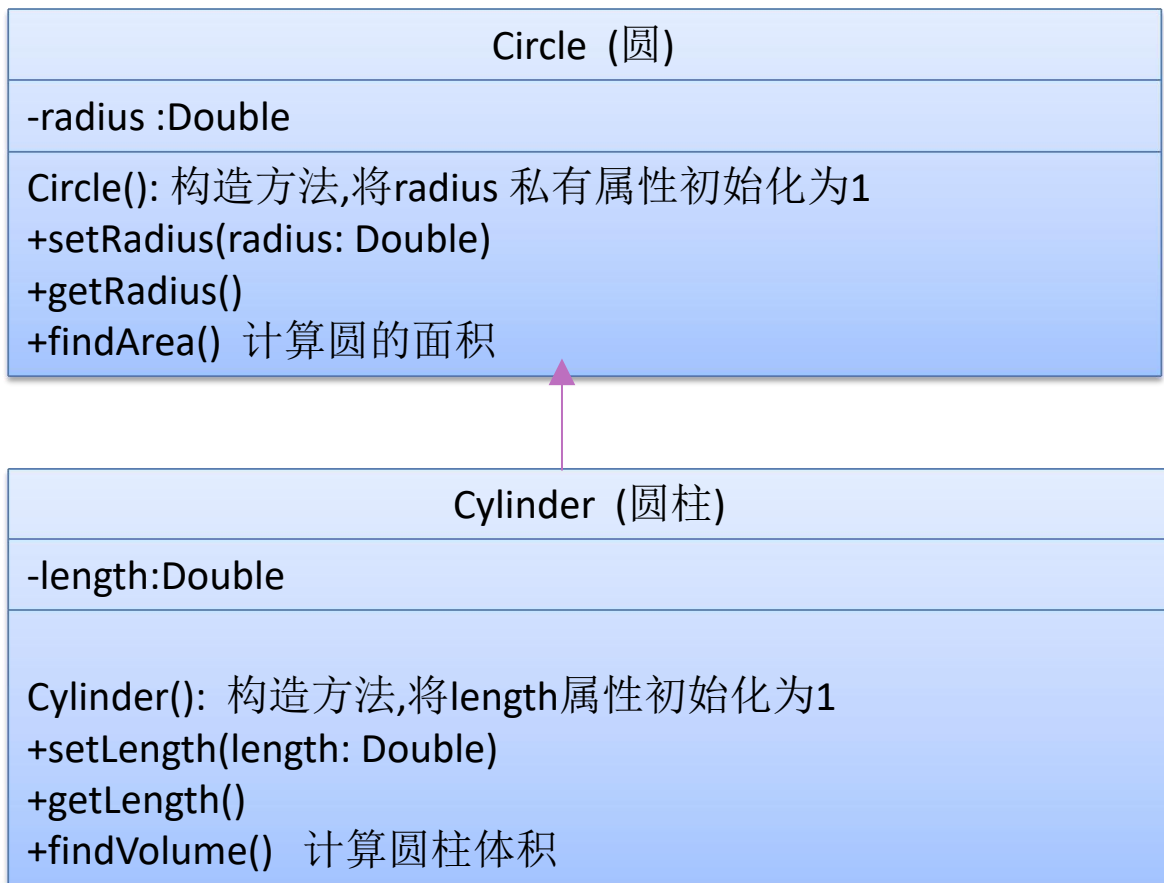 Circle (圆)
-radius :Double
Circle(): 构造方法,将radius 私有属性初始化为1
+setRadius(radius: Double)
+getRadius()
+findArea() 计算圆的面积
Cylinder (圆柱)
-length:Double
Cylinder(): 构造方法,将length属性初始化为1
+setLength(length: Double)
+getLength()
+findVolume() 计算圆柱体积